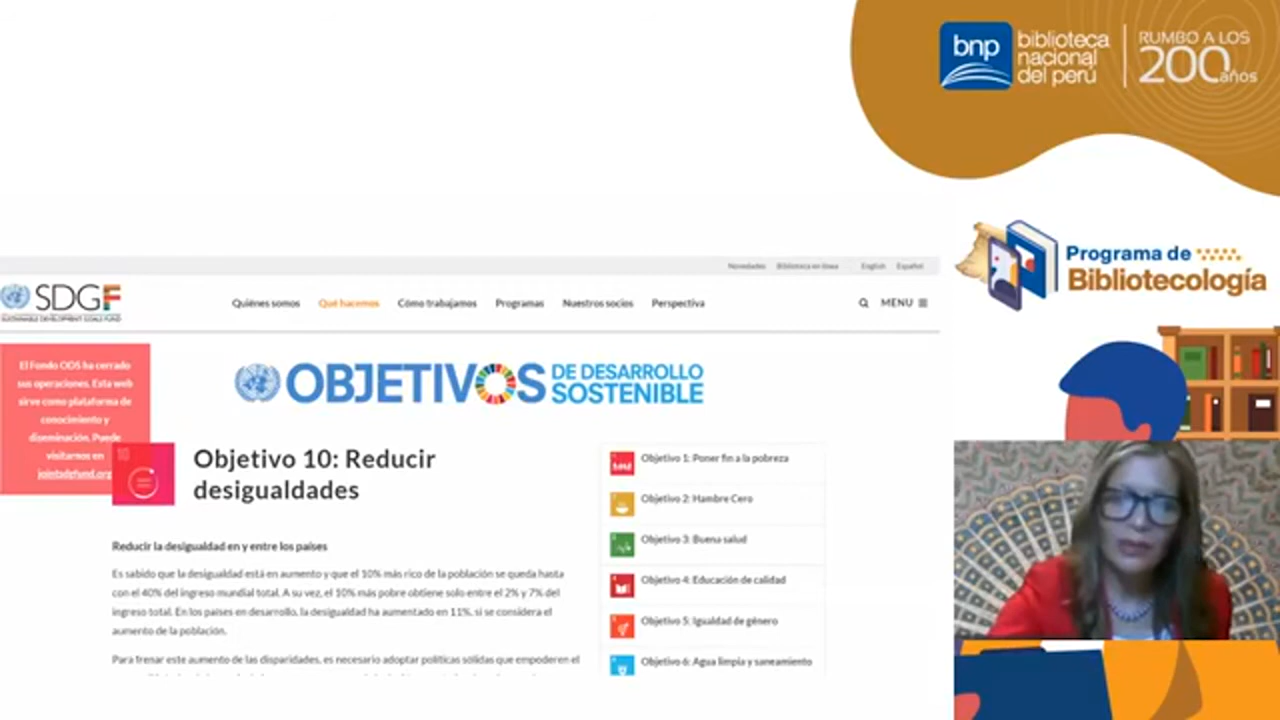 bnp
biblioteca
nacional
del perú
RUMBO A LOS
200
años
Programa de
Bibliotecología
Novedades Biblioteca en línea English Español
SDGF
SUSTAINABLE DEVELOPMENT GOALS FUND
Quiénes somos Qué hacemos Cómo trabajamos Programas Nuestros socios Perspectiva MENU
El Fondo ODS ha cerrado
sus operaciones. Esta web
sirve como plataforma de
conocimiento y
diseminación. Puede
visitarnos en
jointsdgfund.org
OBJETIVOS DE DESARROLLO
SOSTENIBLE
10
Objetivo 10: Reducir
desigualdades
Reducir la desigualdad en y entre los países
Es sabido que la desigualdad está en aumento y que el 10% más rico de la población se queda hasta
con el 40% del ingreso mundial total. A su vez, el 10% más pobre obtiene solo entre el 2% y 7% del
ingreso total. En los países en desarrollo, la desigualdad ha aumentado en 11%, si se considera el
aumento de la población.
Para frenar este aumento de las disparidades, es necesario adoptar políticas sólidas que empoderen el
Objetivo 1: Poner fin a la pobreza
Objetivo 2: Hambre Cero
Objetivo 3: Buena salud
Objetivo 4: Educación de calidad
Objetivo 5: Igualdad de género
Objetivo 6: Agua limpia y saneamiento